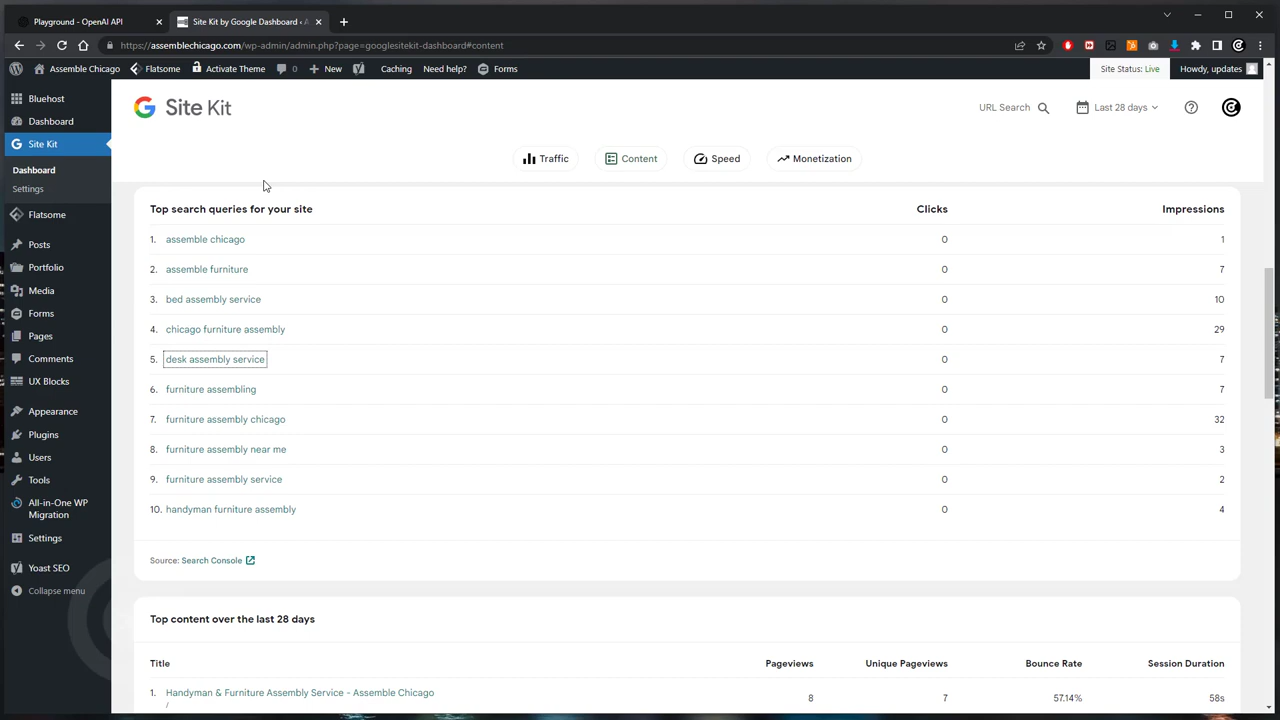 Playground - OpenAI API
Site Kit by Google Dashboard ‹ A
https://assemblechicago.com/wp-admin/admin.php?page=googlesitekit-dashboard#content
Assemble Chicago
Flatsome
Activate Theme
0
New
Caching
Need help?
Forms
Site Status: Live
Howdy, updates
Bluehost
Dashboard
Site Kit
Dashboard
Settings
Flatsome
Posts
Portfolio
Media
Forms
Pages
Comments
UX Blocks
Appearance
Plugins
Users
Tools
All-in-One WP
Migration
Settings
Yoast SEO
Collapse menu
Site Kit
URL Search
Last 28 days
Traffic
Content
Speed
Monetization
Top search queries for your site Clicks Impressions
1. assemble chicago 0 1
2. assemble furniture 0 7
3. bed assembly service 0 10
4. chicago furniture assembly 0 29
5. desk assembly service 0 7
6. furniture assembling 0 7
7. furniture assembly chicago 0 32
8. furniture assembly near me 0 3
9. furniture assembly service 0 2
10. handyman furniture assembly 0 4
Source: Search Console
Top content over the last 28 days
Title Pageviews Unique Pageviews Bounce Rate Session Duration
1. Handyman & Furniture Assembly Service - Assemble Chicago 8 7 57.14% 58s
/